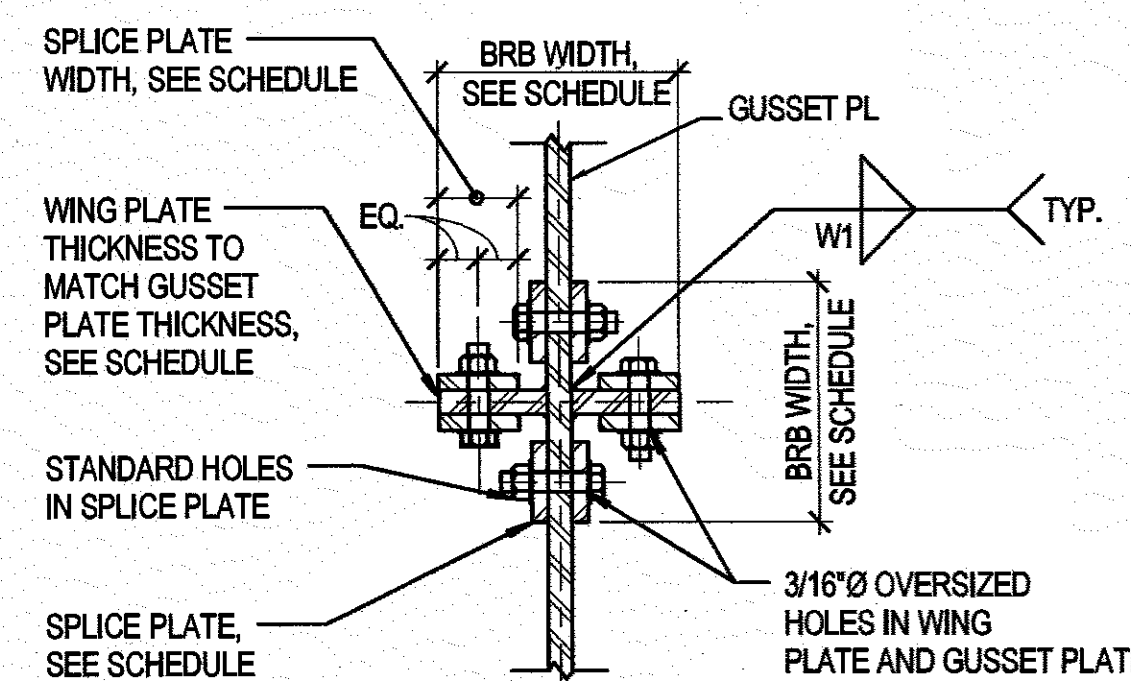 SPLICE PLATE
WIDTH, SEE SCHEDULE
BRB WIDTH,
SEE SCHEDULE
GUSSET PL
WING PLATE
THICKNESS TO
MATCH GUSSET
PLATE THICKNESS,
SEE SCHEDULE
EQ.
W1
TYP.
BRB WIDTH,
SEE SCHEDULE
STANDARD HOLES
IN SPLICE PLATE
SPLICE PLATE,
SEE SCHEDULE
3/16"Ø OVERSIZED
HOLES IN WING
PLATE AND GUSSET PLAT